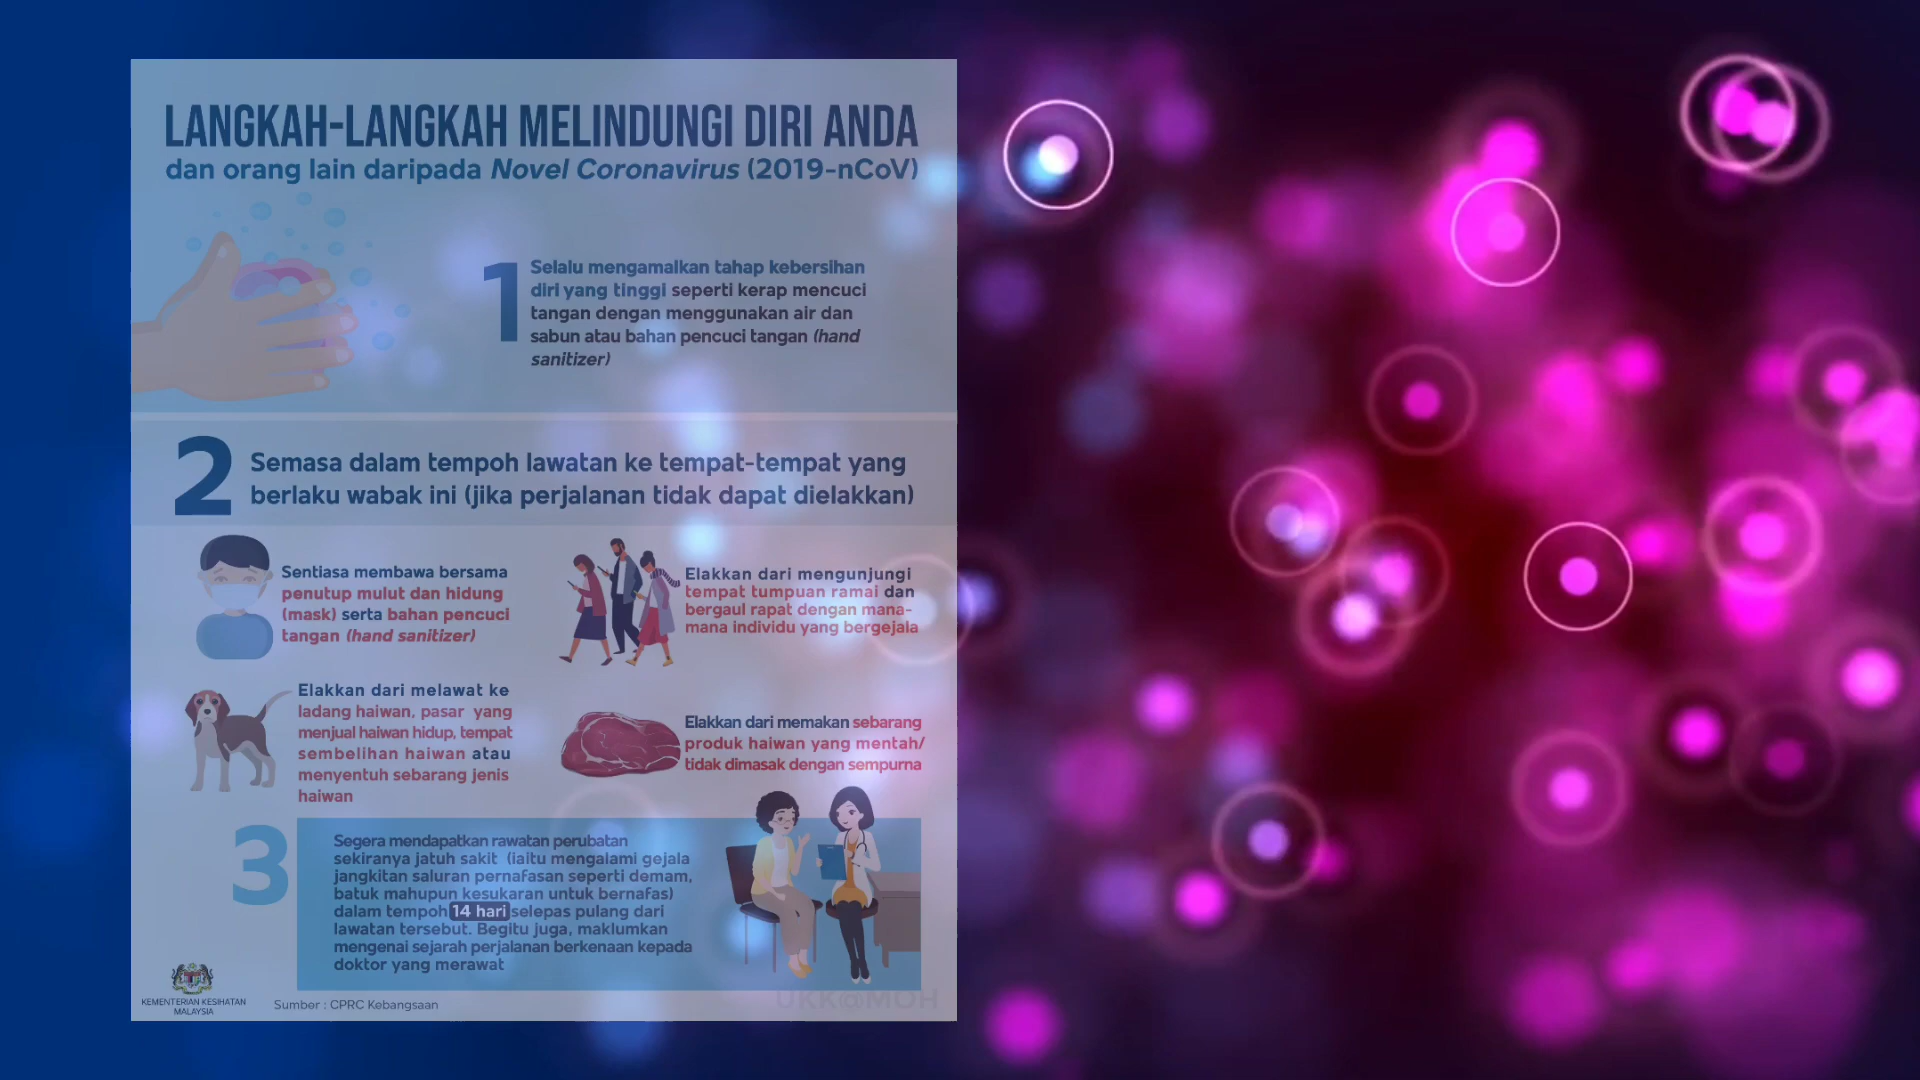 LANGKAH-LANGKAH MELINDUNGI DIRI ANDA
dan orang lain daripada Novel Coronavirus (2019-nCoV)
1
Selalu mengamalkan tahap kebersihan
diri yang tinggi seperti kerap mencuci
tangan dengan menggunakan air dan
sabun atau bahan pencuci tangan (hand
sanitizer)
2
Semasa dalam tempoh lawatan ke tempat-tempat yang
berlaku wabak ini (jika perjalanan tidak dapat dielakkan)
Sentiasa membawa bersama
penutup mulut dan hidung
(mask) serta bahan pencuci
tangan (hand sanitizer)
Elakkan dari mengunjungi
tempat tumpuan ramai dan
bergaul rapat dengan mana-
mana individu yang bergejala
Elakkan dari melawat ke
ladang haiwan, pasar yang
menjual haiwan hidup, tempat
sembelihan haiwan atau
menyentuh sebarang jenis
haiwan
Elakkan dari memakan sebarang
produk haiwan yang mentah/
tidak dimasak dengan sempurna
3
Segera mendapatkan rawatan perubatan
sekiranya jatuh sakit (iaitu mengalami gejala
jangkitan saluran pernafasan seperti demam,
batuk mahupun kesukaran untuk bernafas)
dalam tempoh 14 hari selepas pulang dari
lawatan tersebut. Begitu juga, maklumkan
mengenai sejarah perjalanan berkenaan kepada
doktor yang merawat
KEMENTERIAN KESIHATAN
MALAYSIA
Sumber : CPRC Kebangsaan
UKK@MOH